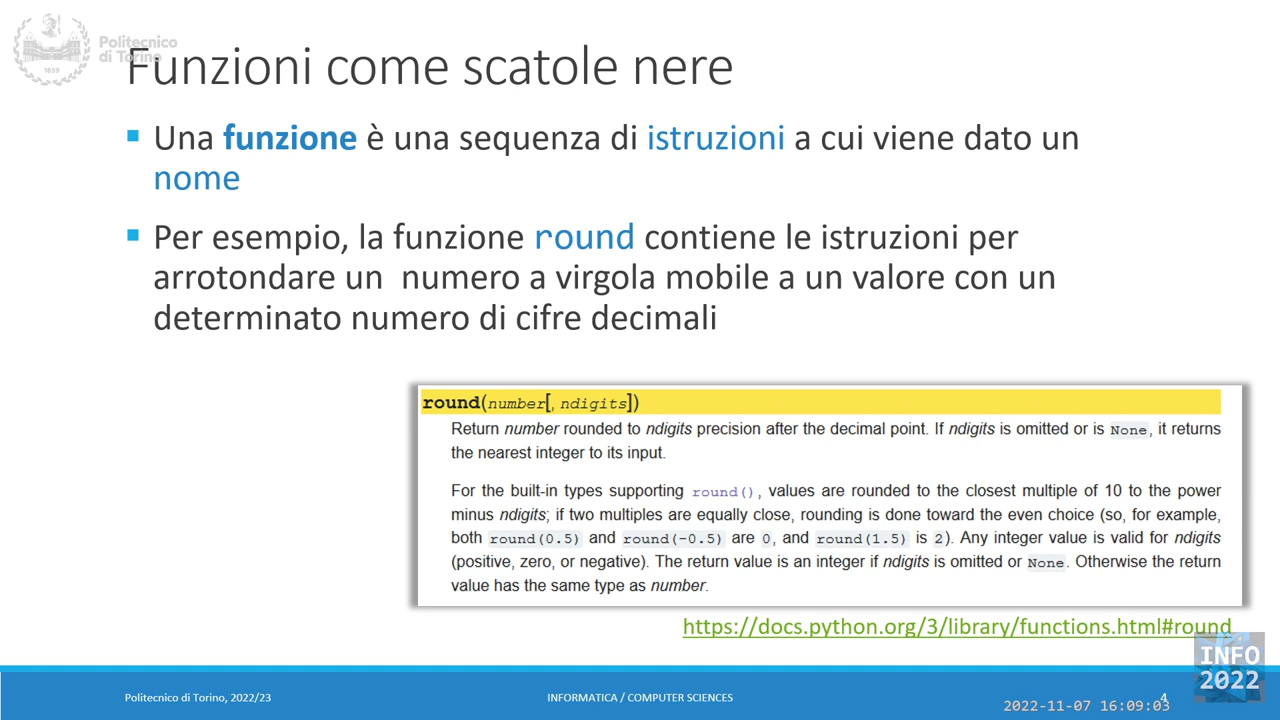 Politecnico
di Torino
1859
Funzioni come scatole nere
Una funzione è una sequenza di istruzioni a cui viene dato un
nome
Per esempio, la funzione round contiene le istruzioni per
arrotondare un numero a virgola mobile a un valore con un
determinato numero di cifre decimali
round(number[, ndigits])
Return number rounded to ndigits precision after the decimal point. If ndigits is omitted or is None, it returns
the nearest integer to its input.
For the built-in types supporting round(), values are rounded to the closest multiple of 10 to the power
minus ndigits; if two multiples are equally close, rounding is done toward the even choice (so, for example,
both round(0.5) and round(-0.5) are 0, and round(1.5) is 2). Any integer value is valid for ndigits
(positive, zero, or negative). The return value is an integer if ndigits is omitted or None. Otherwise the return
value has the same type as number.
https://docs.python.org/3/library/functions.html#round
INFO
2022
Politecnico di Torino, 2022/23
INFORMATICA / COMPUTER SCIENCES
4
2022-11-07 16:09:03